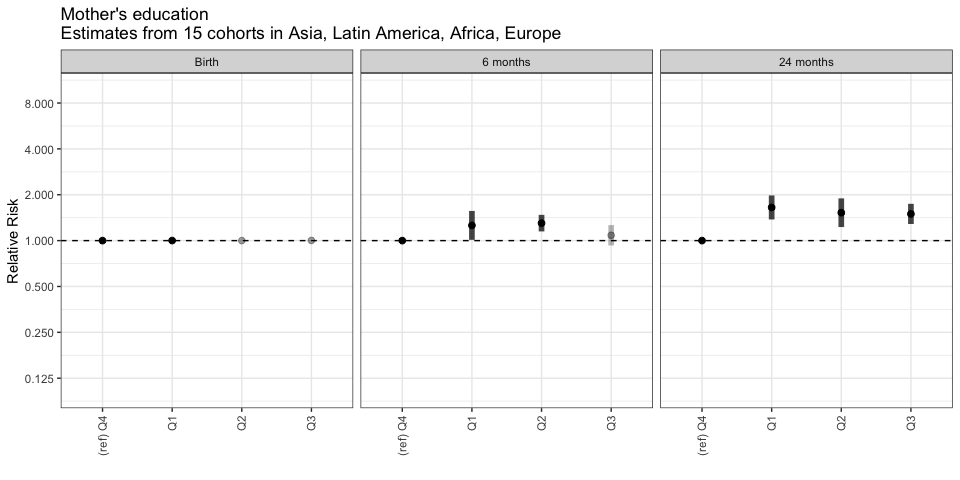 Mother's education
Estimates from 15 cohorts in Asia, Latin America, Africa, Europe
Birth
6 months
24 months
Relative Risk
8.000
4.000
2.000
1.000
0.500
0.250
0.125
(ref) Q4
Q1
Q2
Q3
(ref) Q4
Q1
Q2
Q3
(ref) Q4
Q1
Q2
Q3